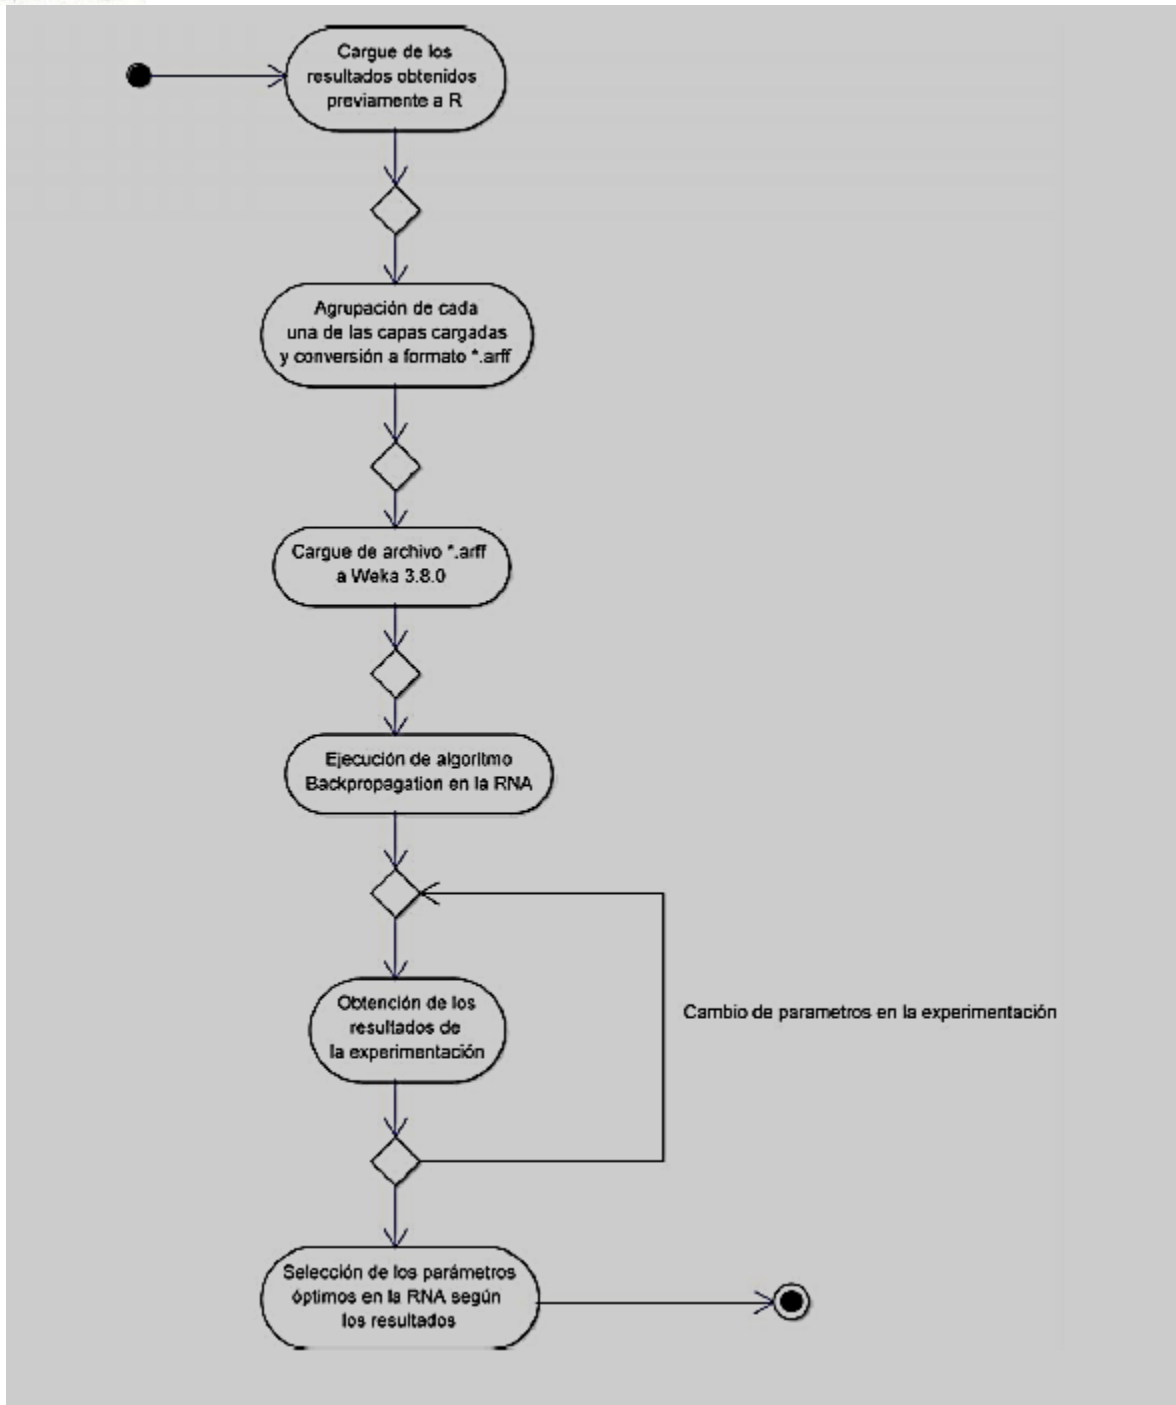 Cargue de los
resultados obtenidos
previamente a R
Agrupación de cada
una de las capas cargadas
y conversión a formato *.arff
Cargue de archivo *.arff
a Weka 3.8.0
Ejecución de algoritmo
Backpropagation en la RNA
Obtención de los
resultados de
la experimentación
Cambio de parametros en la experimentación
Selección de los parámetros
óptimos en la RNA según
los resultados